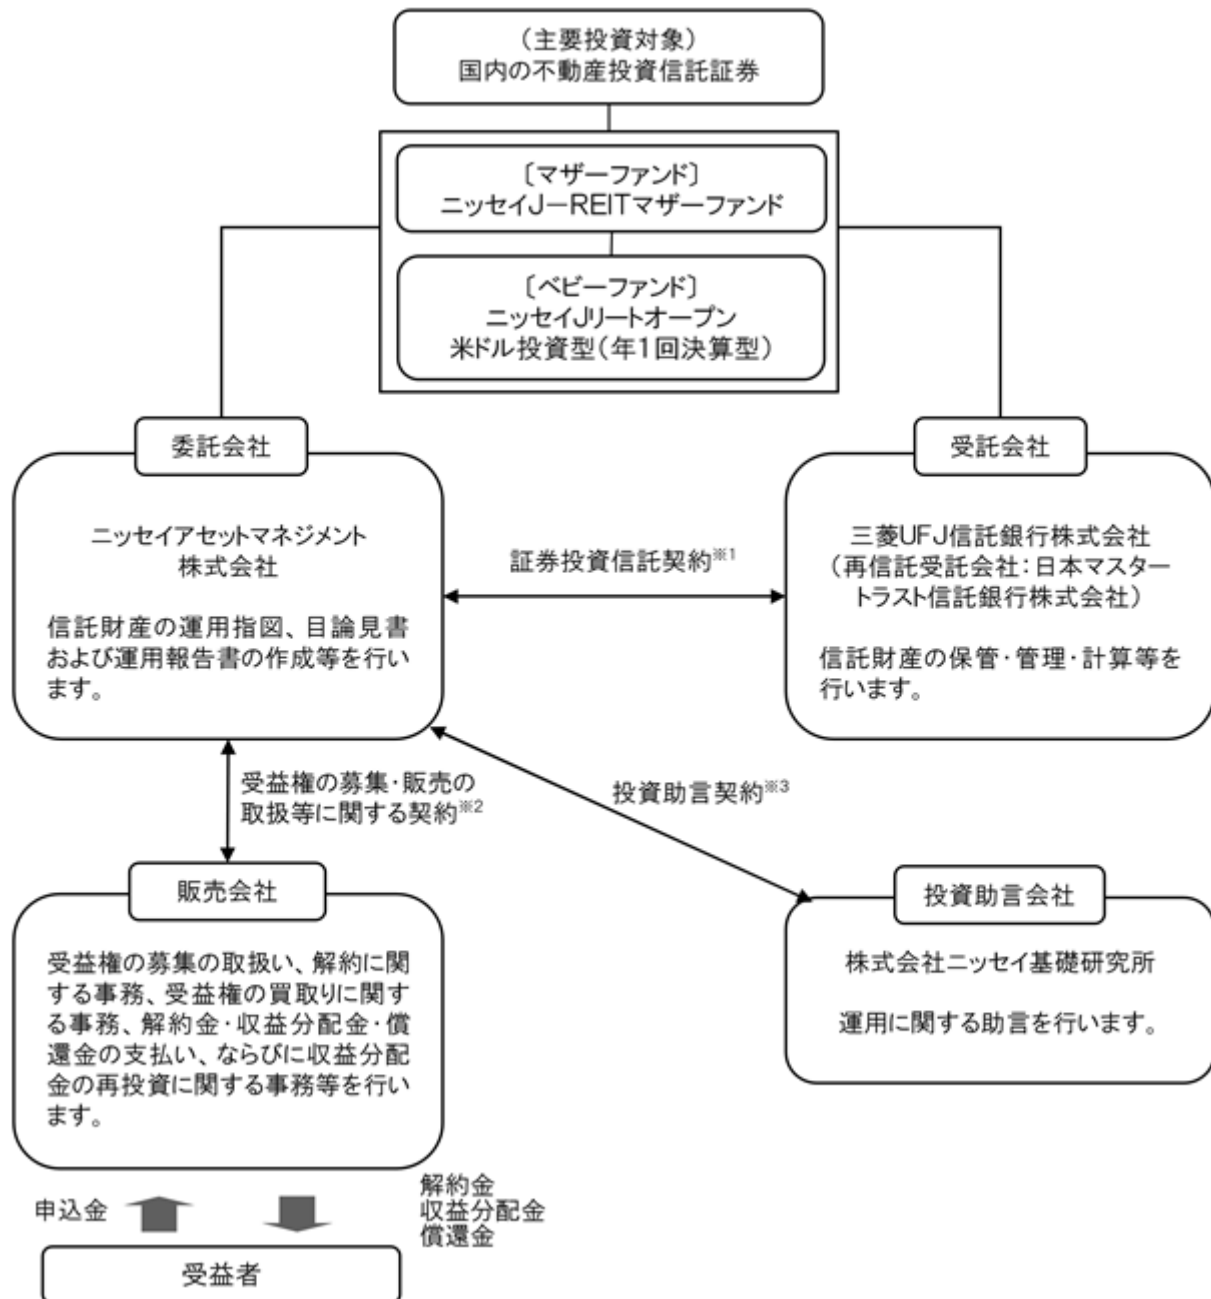 （主要投資対象）
国内の不動産投資信託証券
〔マザーファンド〕
ニッセイJ－REITマザーファンド
〔ベビーファンド〕
ニッセイJリートオープン
米ドル投資型（年1回決算型）
委託会社
ニッセイアセットマネジメント
株式会社
信託財産の運用指図、目論見書
および運用報告書の作成等を行い
ます。
証券投資信託契約※1
受託会社
三菱UFJ信託銀行株式会社
（再信託受託会社：日本マスター
トラスト信託銀行株式会社）
信託財産の保管・管理・計算等を
行います。
受益権の募集・販売の
取扱等に関する契約※2
投資助言契約※3
販売会社
受益権の募集の取扱い、解約に関
する事務、受益権の買取りに関す
る事務、解約金・収益分配金・償
還金の支払い、ならびに収益分配
金の再投資に関する事務等を行い
ます。
投資助言会社
株式会社ニッセイ基礎研究所
運用に関する助言を行います。
申込金
解約金
収益分配金
償還金
受益者